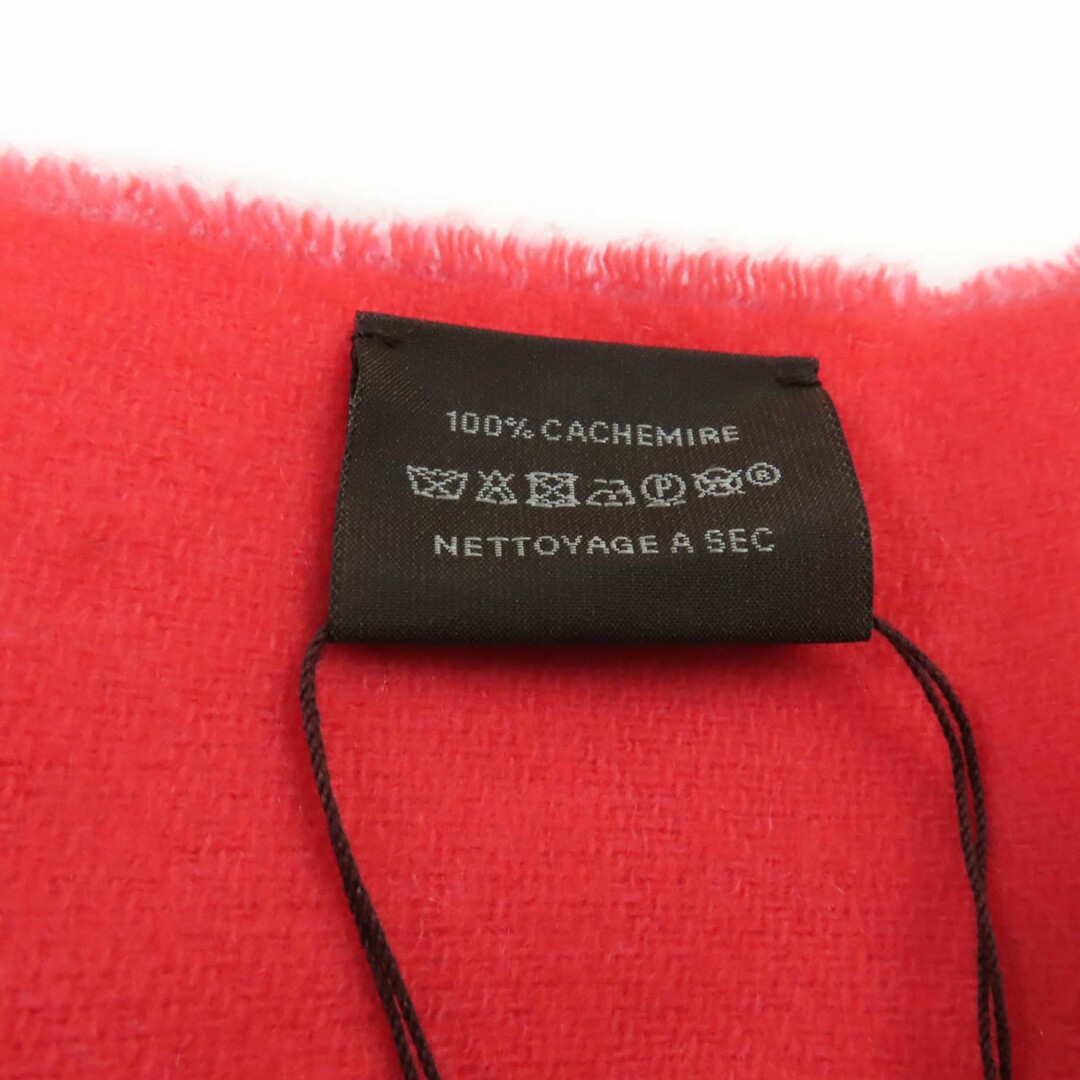 100% CACHEMIRE
P ®
NETTOYAGE A SEC